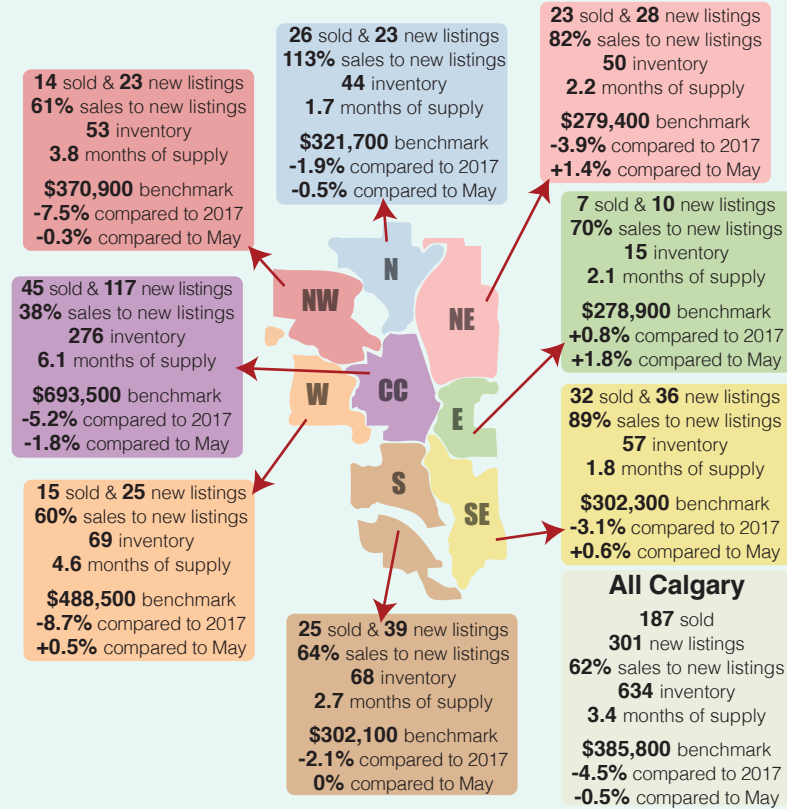 14 sold & 23 new listings
61% sales to new listings
53 inventory
3.8 months of supply
$370,900 benchmark
-7.5% compared to 2017
-0.3% compared to May
26 sold & 23 new listings
113% sales to new listings
44 inventory
1.7 months of supply
$321,700 benchmark
-1.9% compared to 2017
-0.5% compared to May
23 sold & 28 new listings
82% sales to new listings
50 inventory
2.2 months of supply
$279,400 benchmark
-3.9% compared to 2017
+1.4% compared to May
7 sold & 10 new listings
70% sales to new listings
15 inventory
2.1 months of supply
$278,900 benchmark
+0.8% compared to 2017
+1.8% compared to May
45 sold & 117 new listings
38% sales to new listings
276 inventory
6.1 months of supply
$693,500 benchmark
-5.2% compared to 2017
-1.8% compared to May
N
NW
NE
W
CC
E
S
SE
32 sold & 36 new listings
89% sales to new listings
57 inventory
1.8 months of supply
$302,300 benchmark
-3.1% compared to 2017
+0.6% compared to May
15 sold & 25 new listings
60% sales to new listings
69 inventory
4.6 months of supply
$488,500 benchmark
-8.7% compared to 2017
+0.5% compared to May
25 sold & 39 new listings
64% sales to new listings
68 inventory
2.7 months of supply
$302,100 benchmark
-2.1% compared to 2017
0% compared to May
All Calgary
187 sold
301 new listings
62% sales to new listings
634 inventory
3.4 months of supply
$385,800 benchmark
-4.5% compared to 2017
-0.5% compared to May